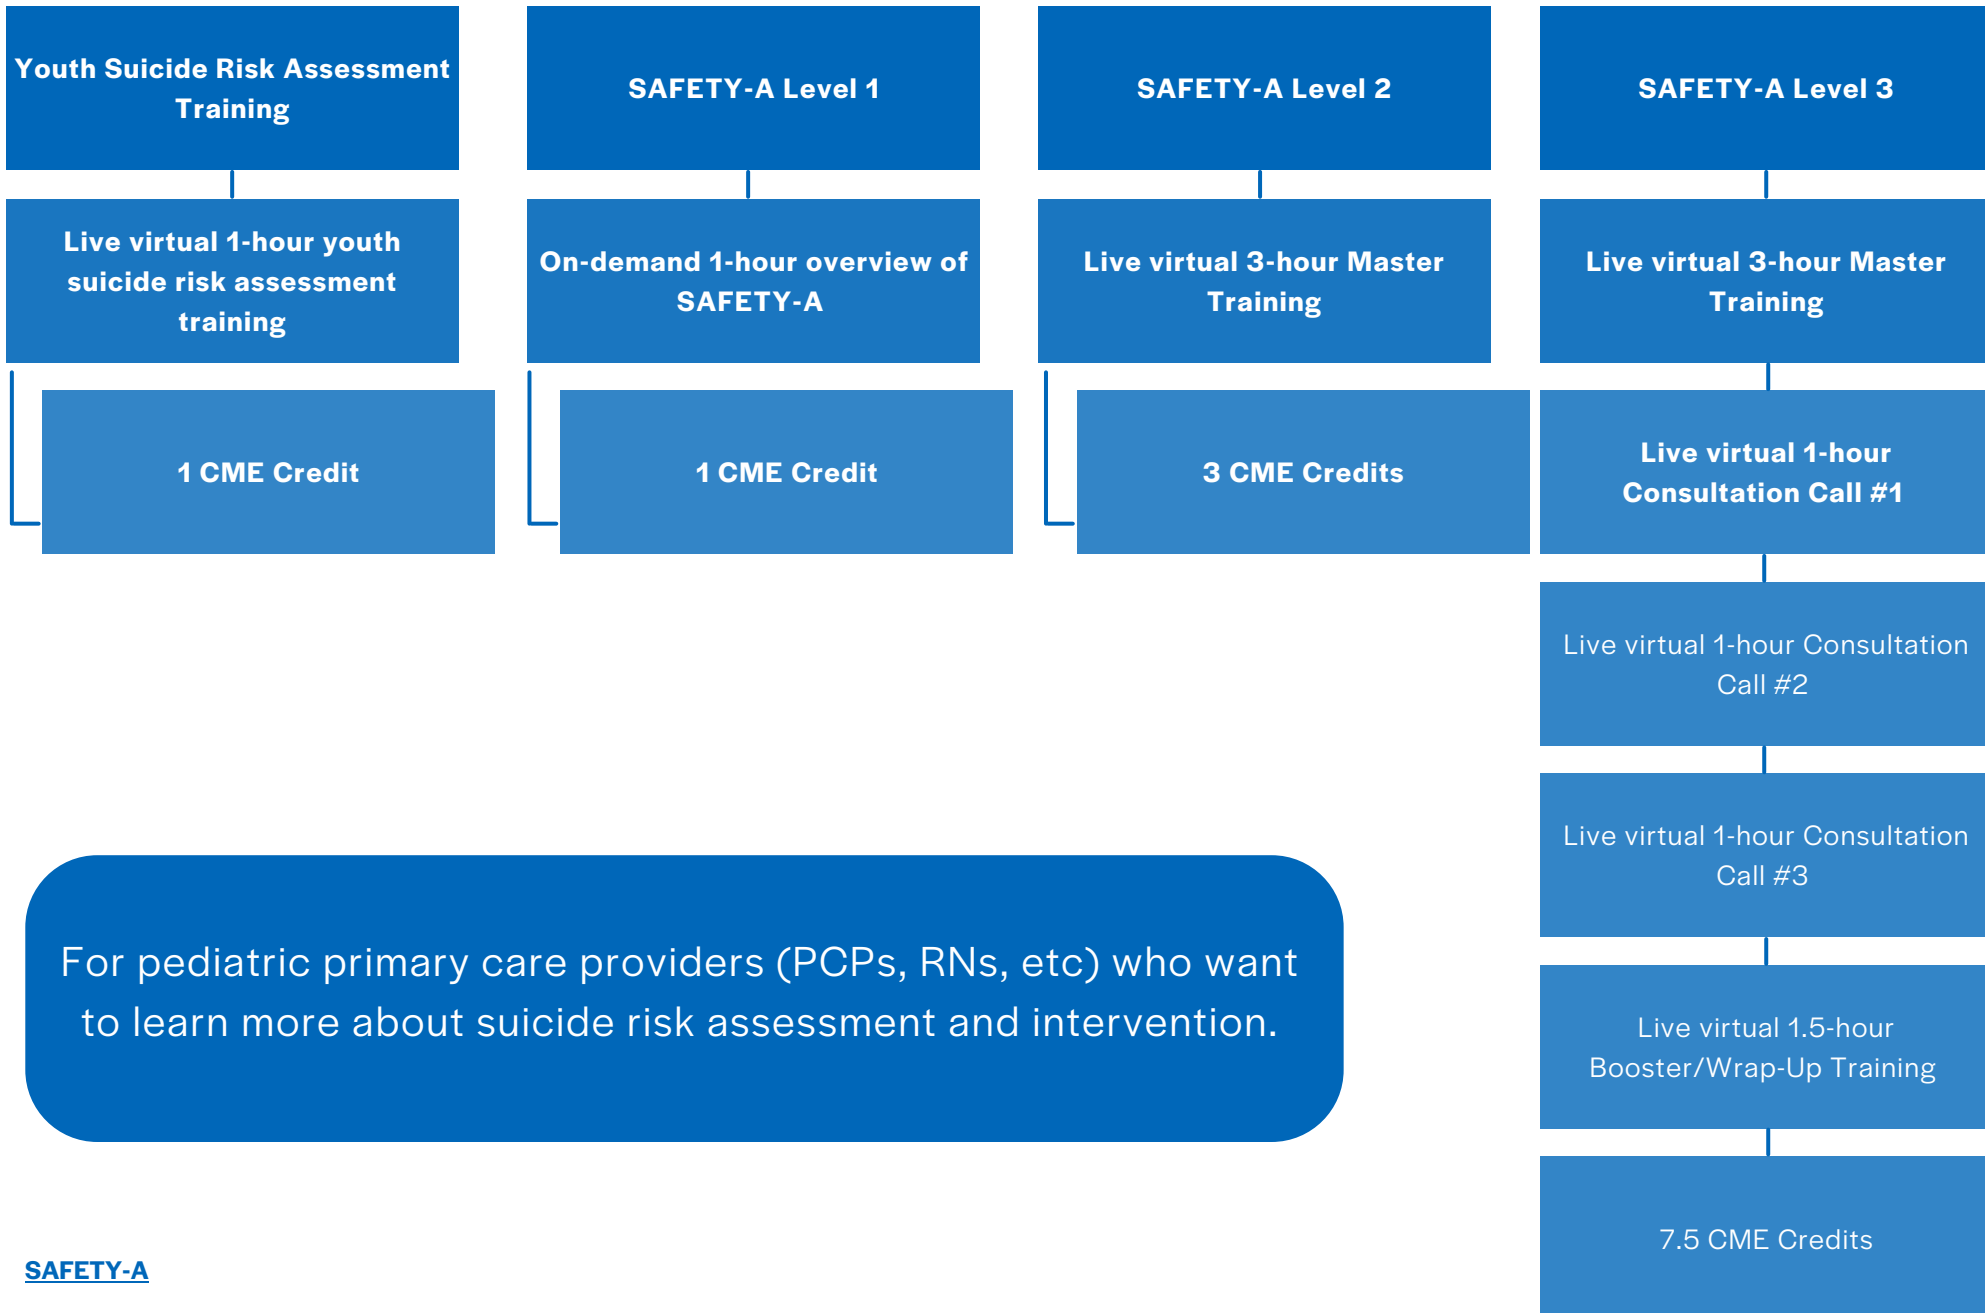 Youth Suicide Risk Assessment
Training
SAFETY-A Level 1
SAFETY-A Level 2
SAFETY-A Level 3
Live virtual 1-hour youth
suicide risk assessment
training
On-demand 1-hour overview of
SAFETY-A
Live virtual 3-hour Master
Training
Live virtual 3-hour Master
Training
1 CME Credit
1 CME Credit
3 CME Credits
Live virtual 1-hour
Consultation Call #1
Live virtual 1-hour Consultation
Call #2
Live virtual 1-hour Consultation
Call #3
For pediatric primary care providers (PCPs, RNs, etc) who want
to learn more about suicide risk assessment and intervention.
Live virtual 1.5-hour
Booster/Wrap-Up Training
7.5 CME Credits
SAFETY-A